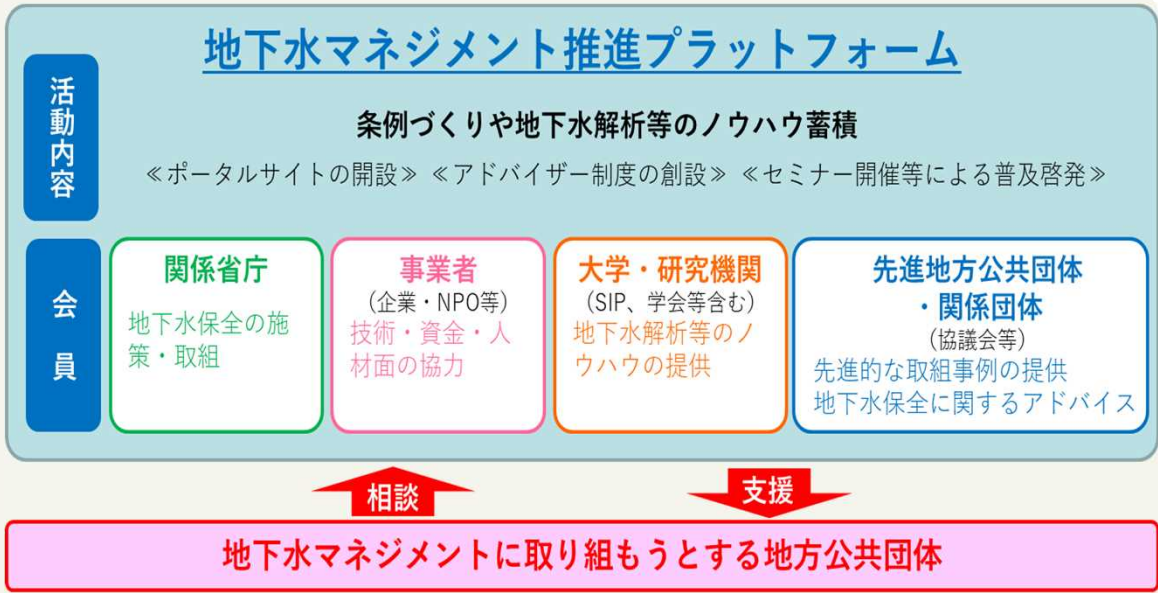 地下水マネジメント推進プラットフォーム
活動内容
条例づくりや地下水解析等のノウハウ蓄積
≪ポータルサイトの開設≫ ≪アドバイザー制度の創設≫ ≪セミナー開催等による普及啓発≫
会員
関係省庁
地下水保全の施
策・取組
事業者
(企業・NPO等)
技術・資金・人
材面の協力
大学・研究機関
(SIP、学会等含む)
地下水解析等のノ
ウハウの提供
先進地方公共団体
・関係団体
(協議会等)
先進的な取組事例の提供
地下水保全に関するアドバイス
相談
支援
地下水マネジメントに取り組もうとする地方公共団体